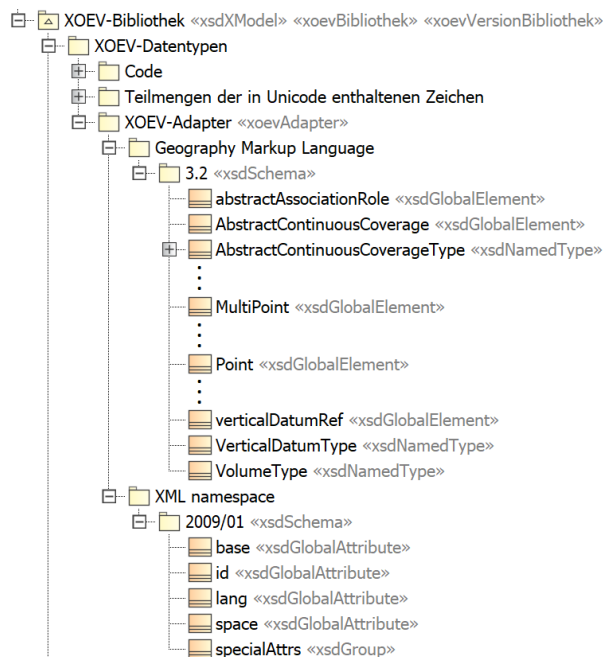 XOEV-Bibliothek «xsdXModel» «xoevBibliothek» «xoevVersionBibliothek»
XOEV-Datentypen
Code
Teilmengen der in Unicode enthaltenen Zeichen
XOEV-Adapter «xoevAdapter»
Geography Markup Language
3.2 «xsdSchema»
abstractAssociationRole «xsdGlobalElement»
AbstractContinuousCoverage «xsdGlobalElement»
AbstractContinuousCoverageType «xsdNamedType»
MultiPoint «xsdGlobalElement»
Point «xsdGlobalElement»
verticalDatumRef «xsdGlobalElement»
VerticalDatumType «xsdNamedType»
VolumeType «xsdNamedType»
XML namespace
2009/01 «xsdSchema»
base «xsdGlobalAttribute»
id «xsdGlobalAttribute»
lang «xsdGlobalAttribute»
space «xsdGlobalAttribute»
specialAttrs «xsdGroup»